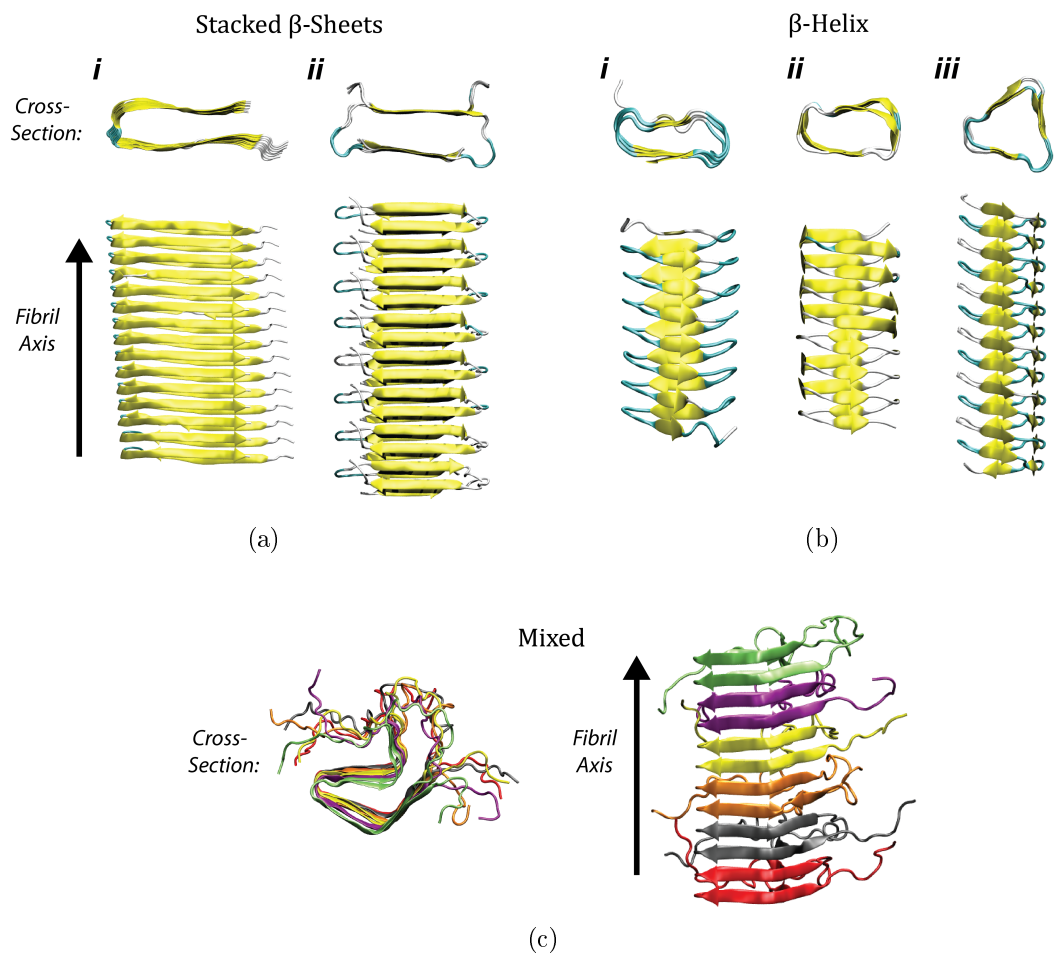 Stacked β-Sheets
β-Helix
i
ii
i
ii
iii
Cross-
Section:
Fibril
Axis
(a)
(b)
Mixed
Cross-
Section:
Fibril
Axis
(c)